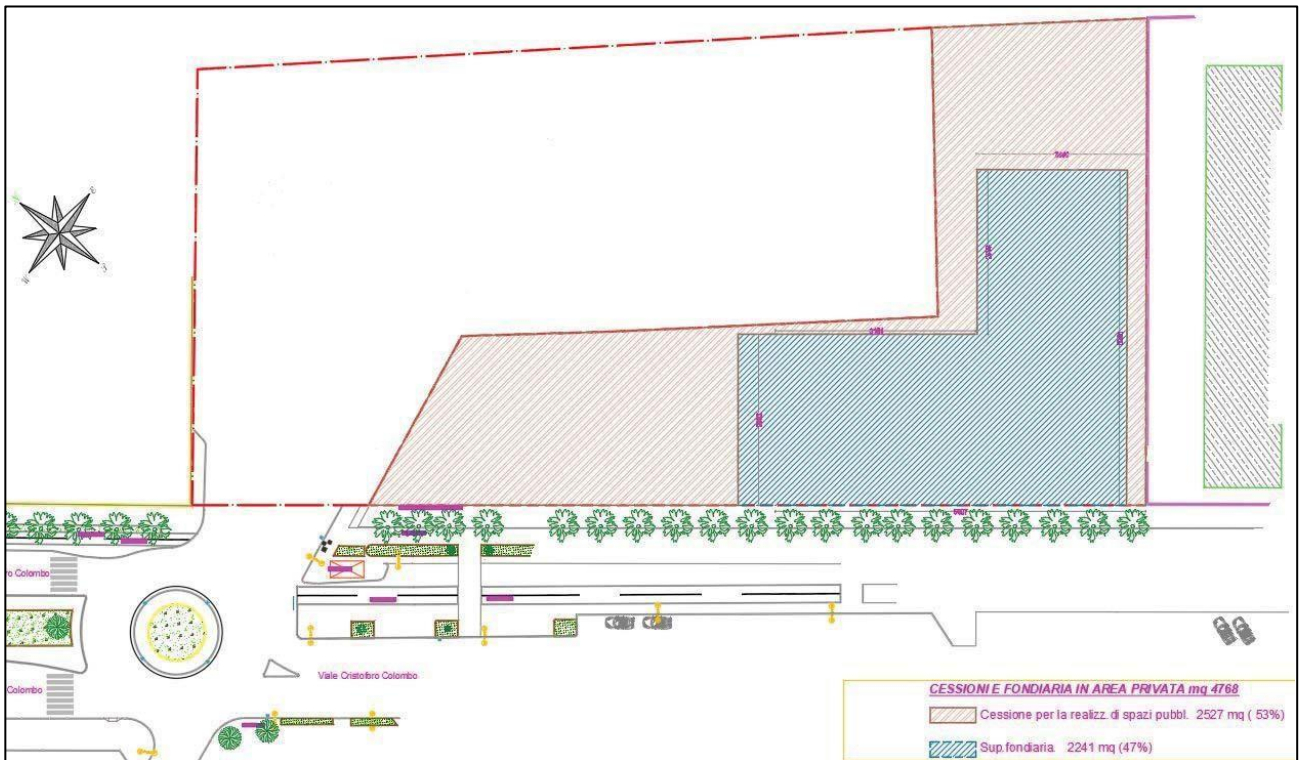 ro Colombo
Colombo
Viale Cristoforo Colombo
CESSIONI E FONDIARIA IN AREA PRIVATA mq 4768
Cessione per la realizz. di spazi pubbl. 2527 mq ( 53%)
Sup.fondiaria 2241 mq (47%)